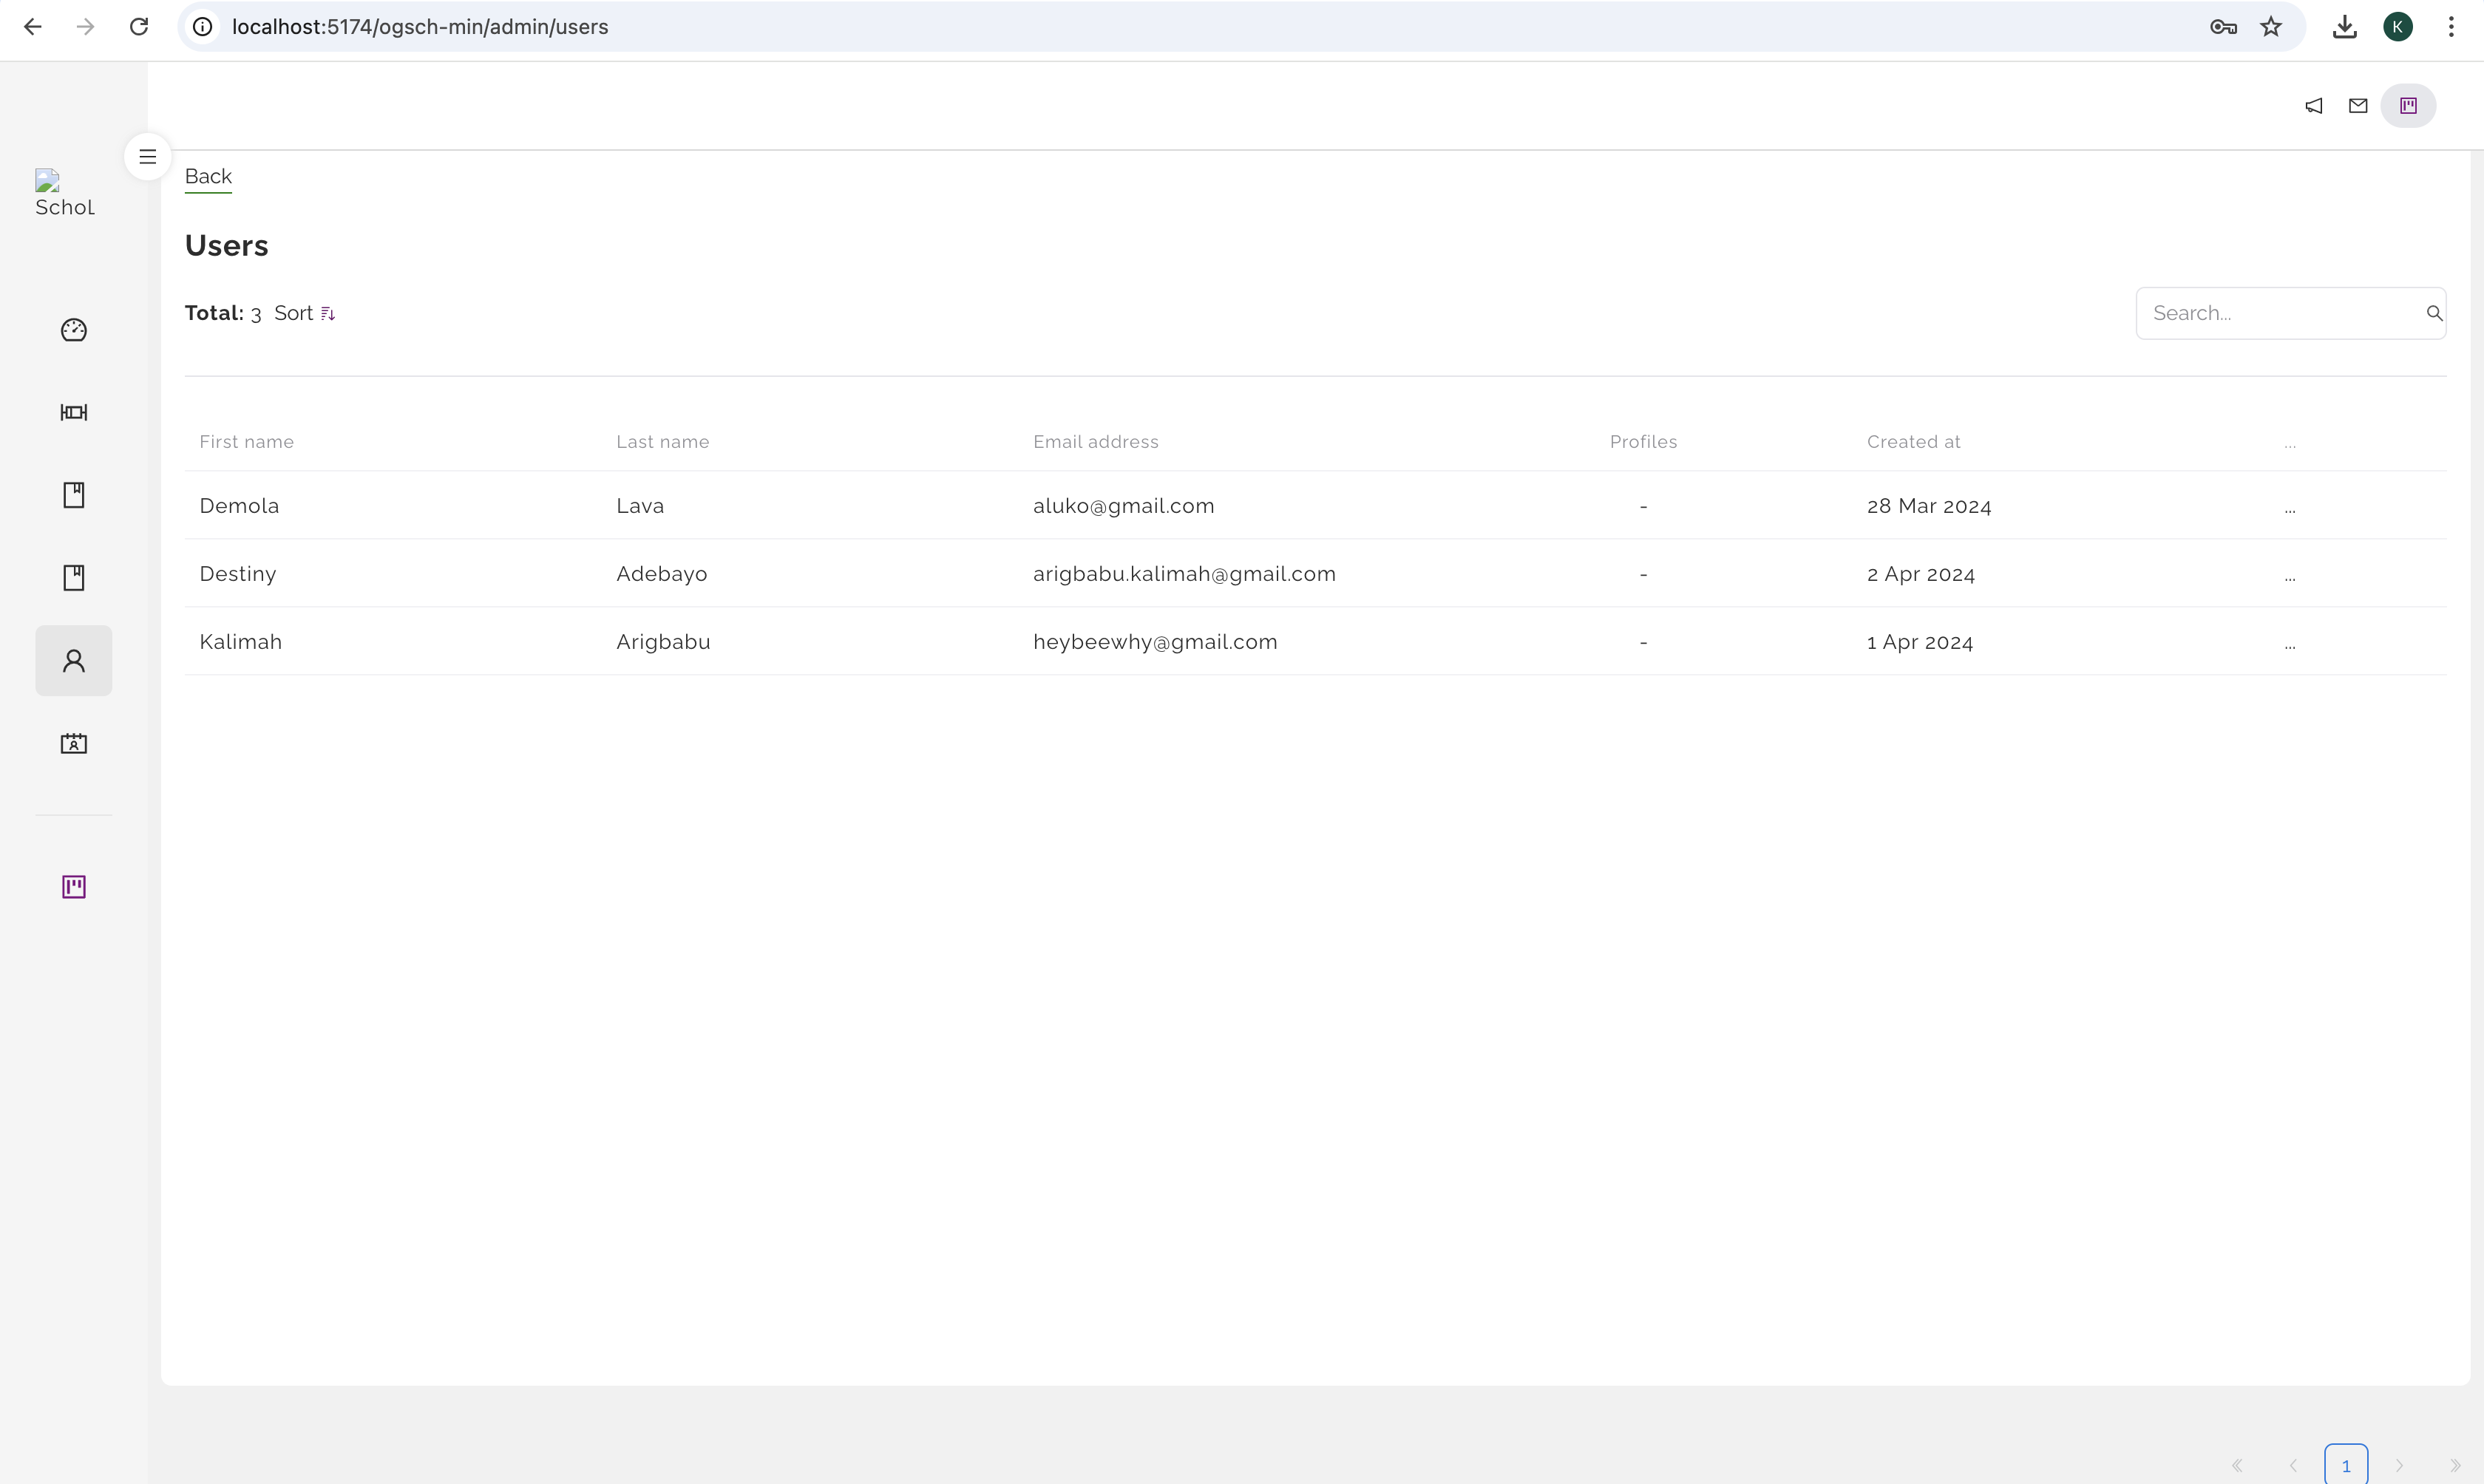 localhost:5174/ogsch-min/admin/users
K
Back
Schol
Users
Total: 3 Sort
Search...
First name Last name Email address Profiles Created at ...
Demola Lava aluko@gmail.com - 28 Mar 2024 ...
Destiny Adebayo arigbabu.kalimah@gmail.com - 2 Apr 2024 ...
Kalimah Arigbabu heybeewhy@gmail.com - 1 Apr 2024 ...
1